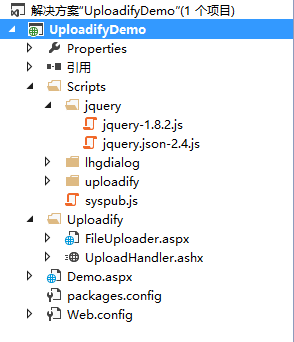 解决方案"UploadifyDemo"(1 个项目)
UploadifyDemo
Properties
引用
Scripts
jquery
jquery-1.8.2.js
jquery.json-2.4.js
lhgdialog
uploadify
syspub.js
Uploadify
FileUploader.aspx
UploadHandler.ashx
Demo.aspx
packages.config
Web.config